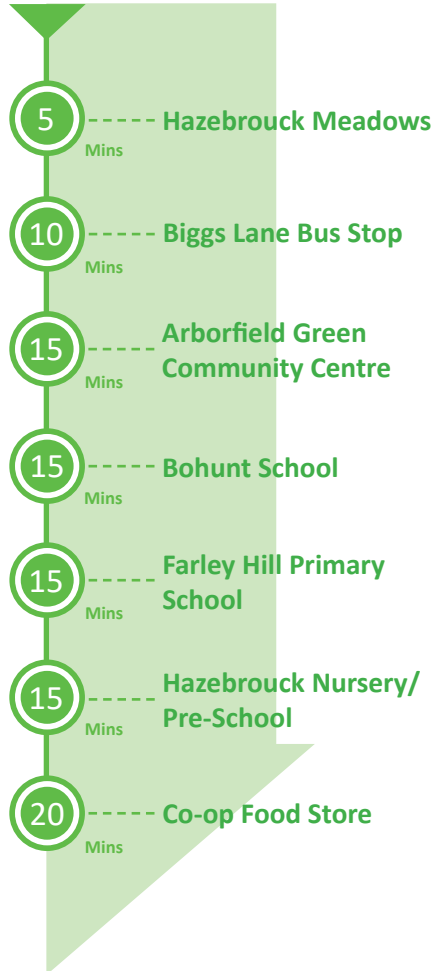 5
Hazebrouck Meadows
Mins
10
Biggs Lane Bus Stop
Mins
15
Arborfield Green
Community Centre
Mins
15
Bohunt School
Mins
15
Farley Hill Primary
School
Mins
15
Hazebrouck Nursery/
Pre-School
Mins
20
Co-op Food Store
Mins